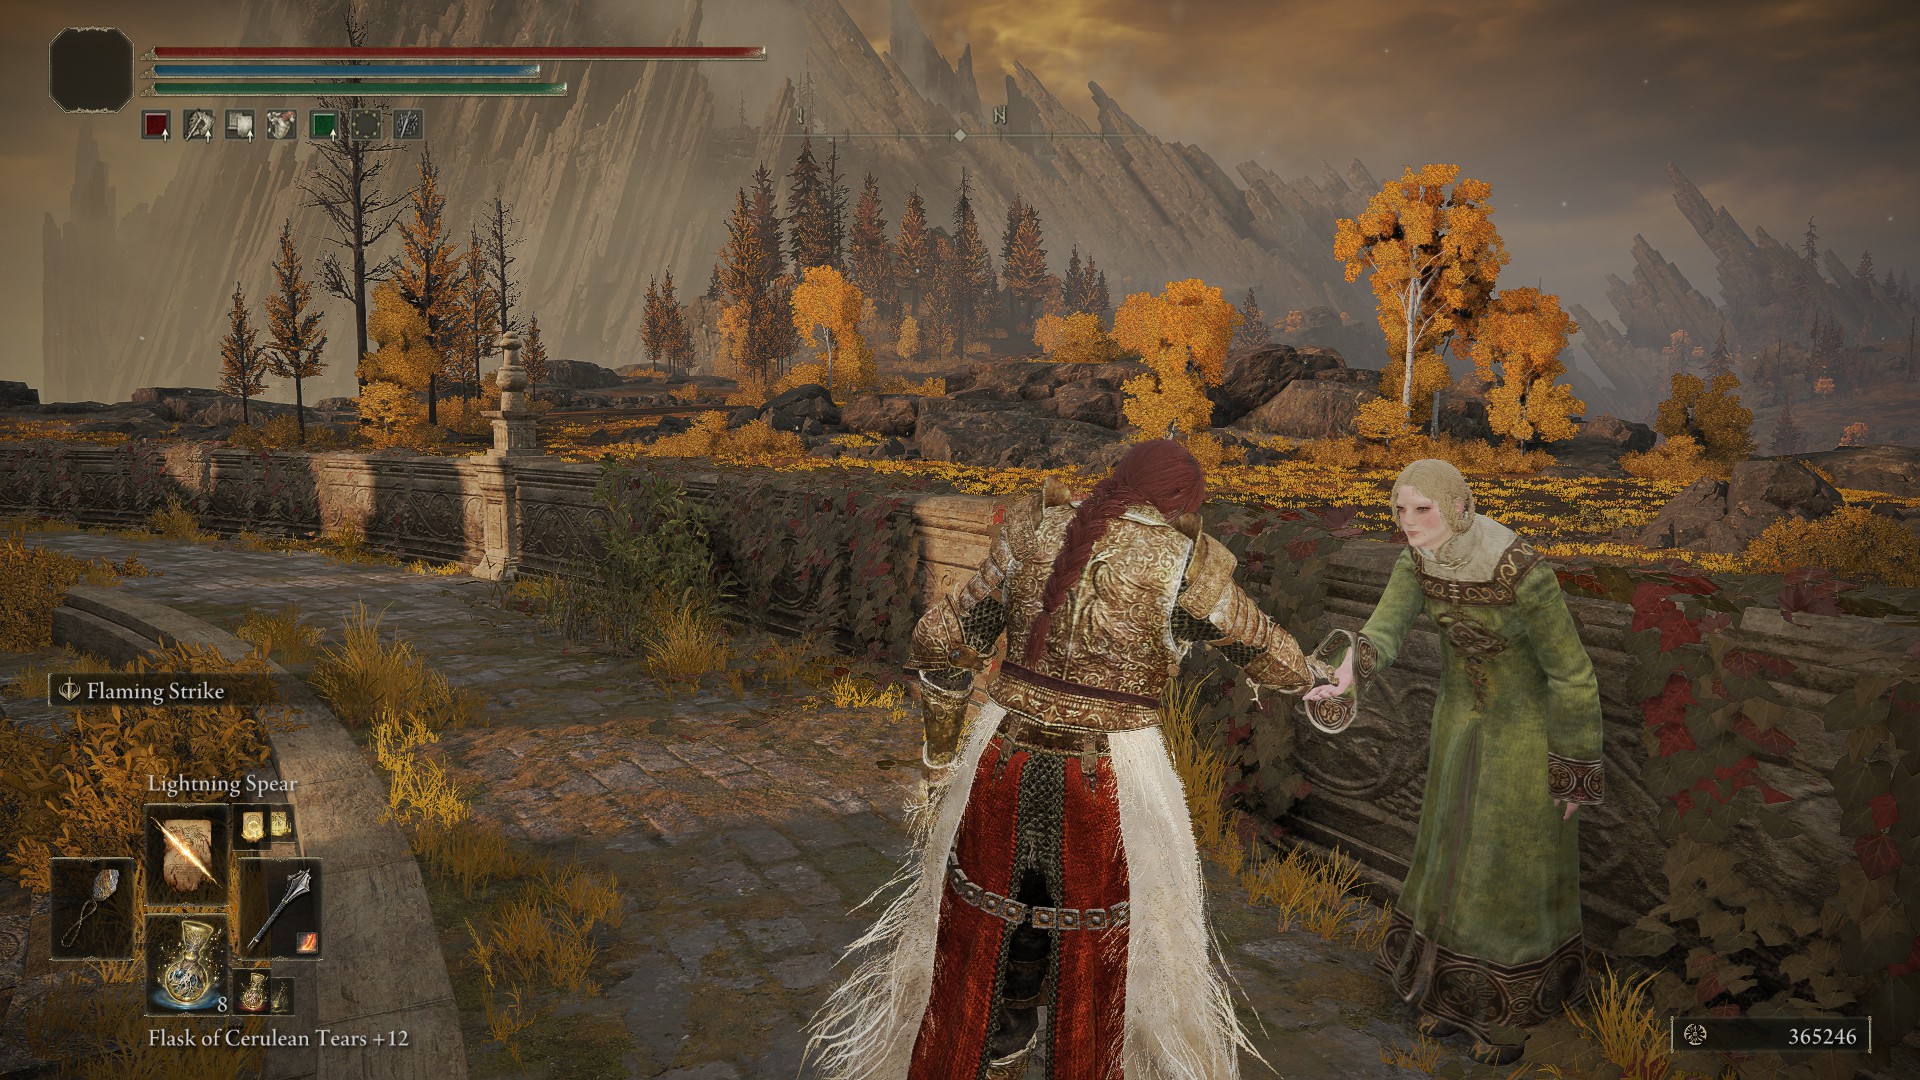 N
Flaming Strike
Lightning Spear
8
Flask of Cerulean Tears +12
365246